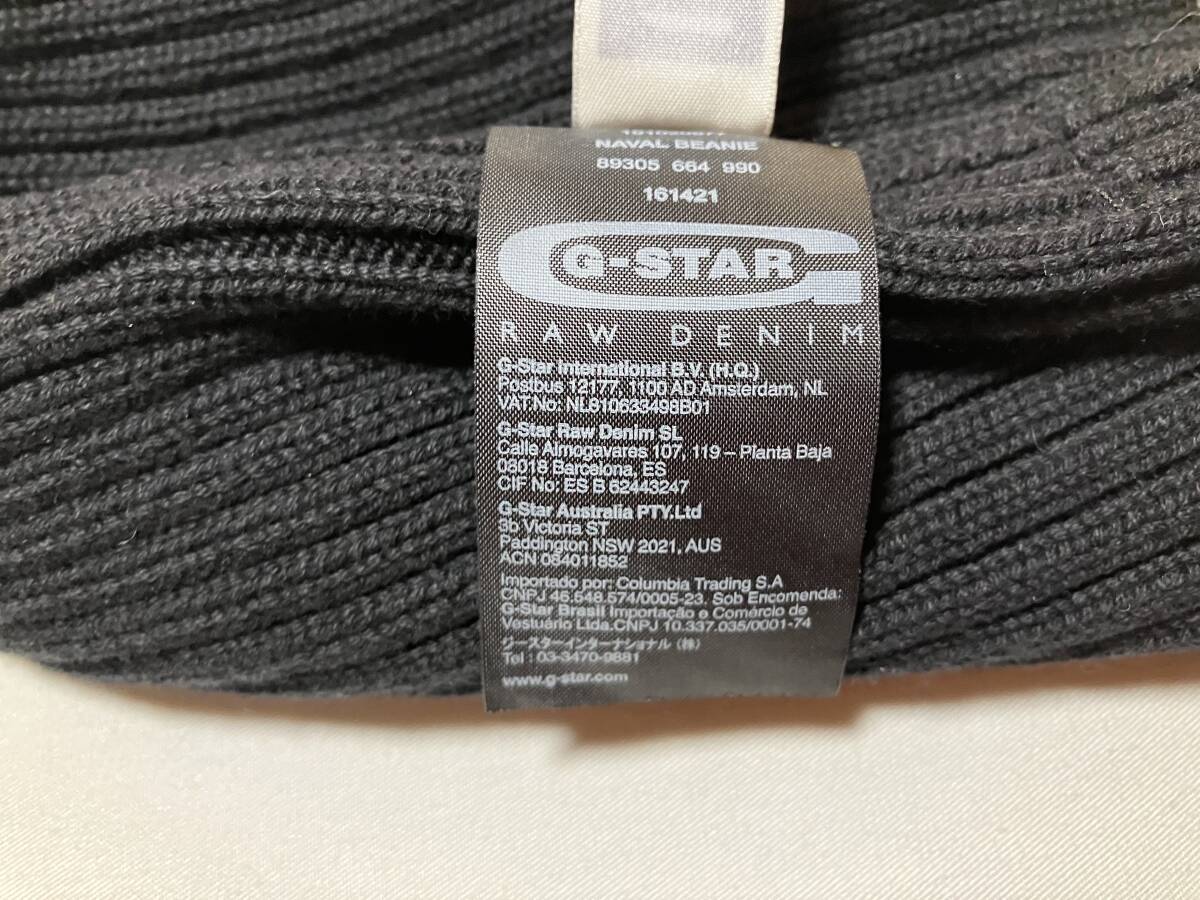 NAVAL BEANIE
89305 664 990
161421
G-STAR
RAW DENIM
G-Star International B.V. (H.Q.)
Postbus 12177, 1100 AD, Amsterdam, NL
VAT.No: NL810633498B01
G-Star Raw Denim SL
Calle Almogavares 107, 119 – Planta Baja
08018 Barcelona, ES
CIF No: ES B 62443247
G-Star Australia PTY.Ltd
3b Victoria ST
Paddington NSW 2021, AUS
ACN 084011852
Importado por: Columbia Trading S.A
CNPJ 46.548.574/0005-23. Sob Encomenda:
G-Star Brasil Importação e Comércio de
Vestuário Ltda.CNPJ 10.337.035/0001-74
ジースターインターナショナル (株)
Tel : 03-3470-9881
www.g-star.com